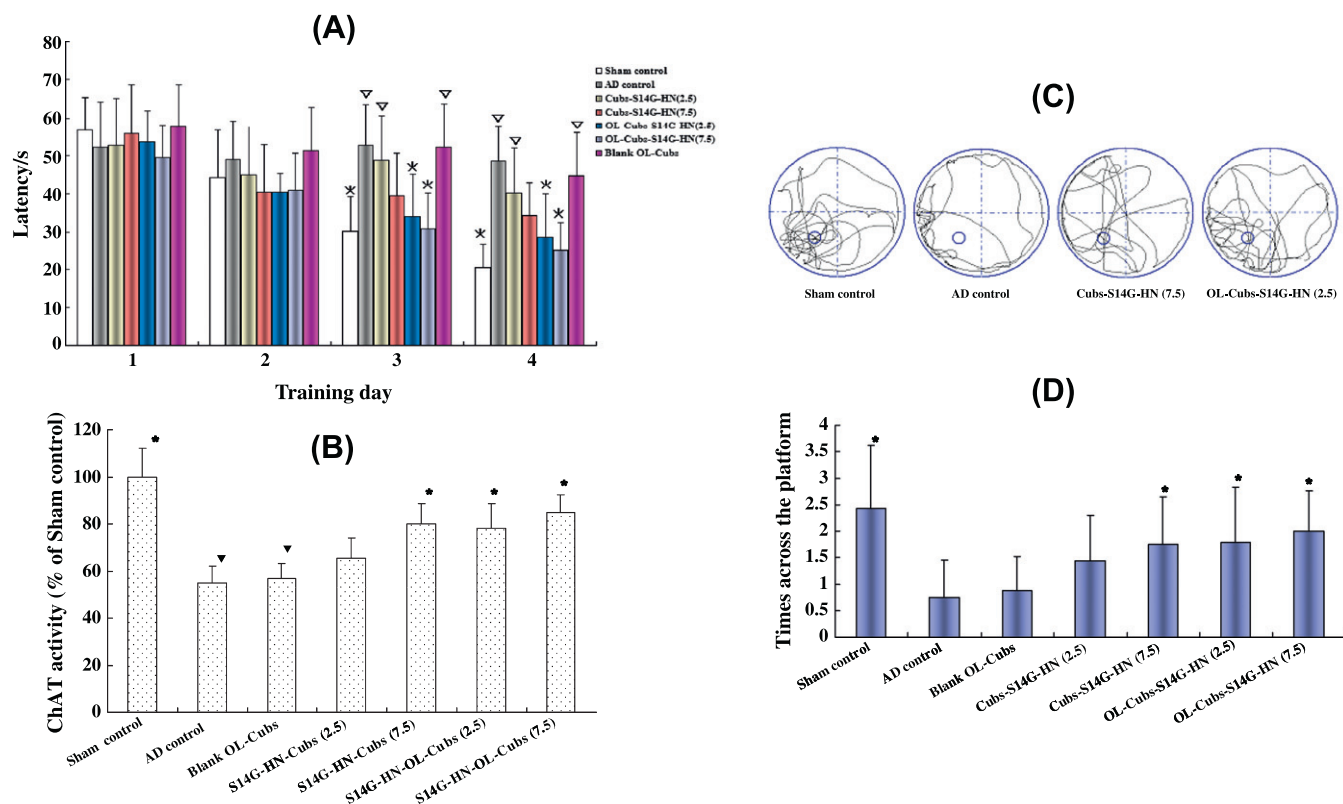 (A)
80
70
60
50
40
30
20
10
0
Latency/s
1
2
3
4
Training day
Sham control
AD control
Cubs-S14G-HN(2.5)
Cubs-S14G-HN(7.5)
OL-Cubs-S14G-HN(2.5)
OL-Cubs-S14G-HN(7.5)
Blank OL-Cubs
(B)
120
100
80
60
40
20
0
ChAT activity (% of Sham control)
Sham control
AD control
Blank OL-Cubs
S14G-HN-Cubs (2.5)
S14G-HN-Cubs (7.5)
S14G-HN-OL-Cubs (2.5)
S14G-HN-OL-Cubs (7.5)
(C)
Sham control
AD control
Cubs-S14G-HN (7.5)
OL-Cubs-S14G-HN (2.5)
(D)
4
3.5
3
2.5
2
1.5
1
0.5
0
Times across the platform
Sham control
AD control
Blank OL-Cubs
Cubs-S14G-HN (2.5)
Cubs-S14G-HN (7.5)
OL-Cubs-S14G-HN (2.5)
OL-Cubs-S14G-HN (7.5)